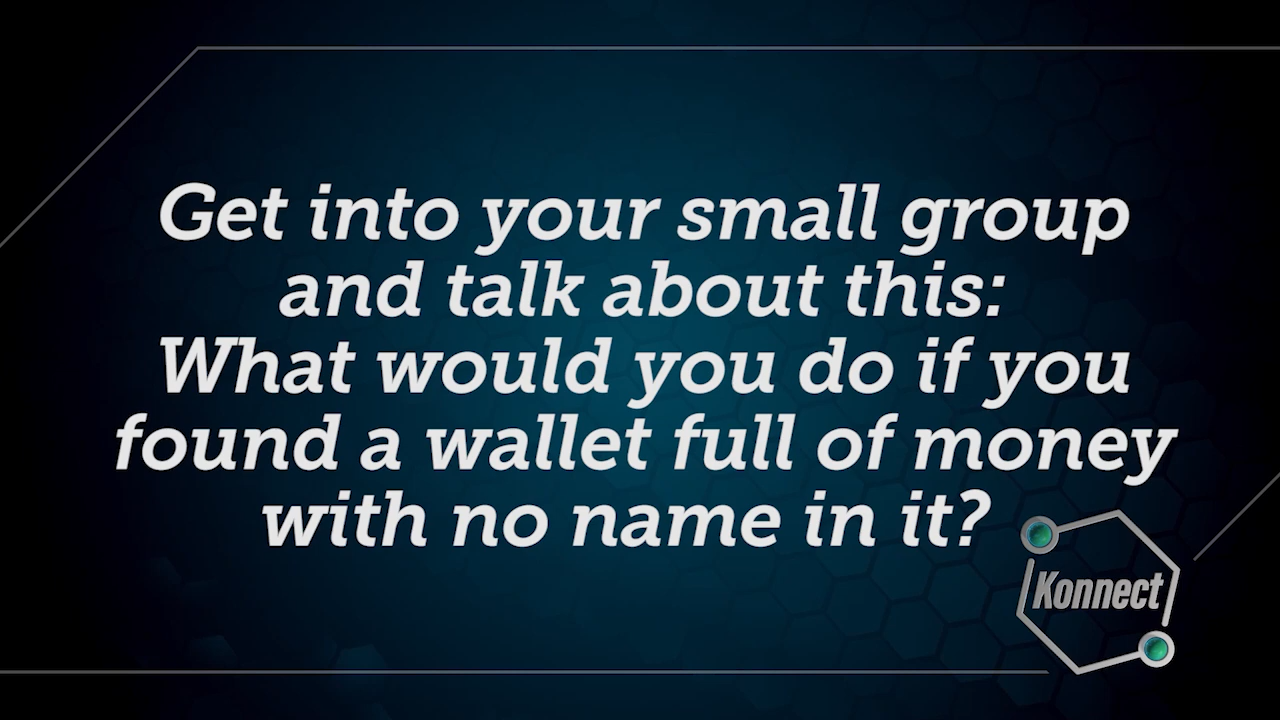 Get into your small group
and talk about this:
What would you do if you
found a wallet full of money
with no name in it?
Konnect